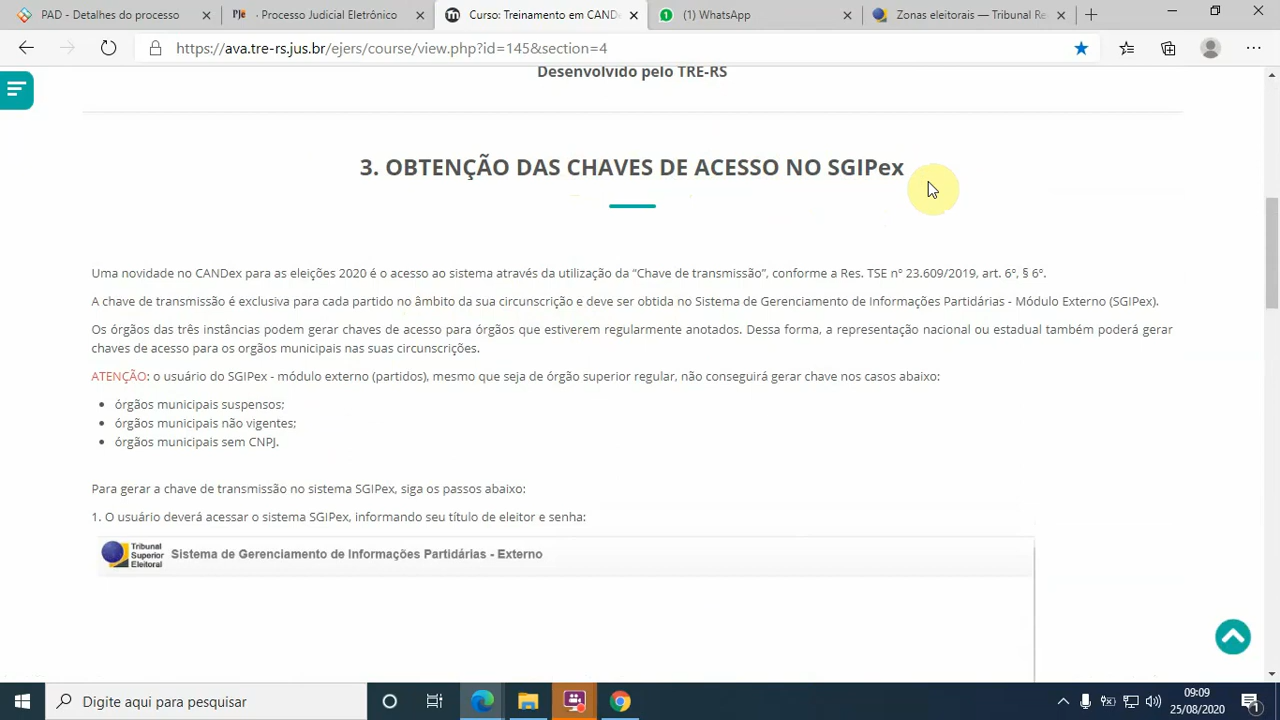 PAD - Detalhes do processo
Processo Judicial Eletrônico
Curso: Treinamento em CAND
(1) WhatsApp
Zonas eleitorais — Tribunal Re
https://ava.tre-rs.jus.br/ejers/course/view.php?id=145&section=4
Desenvolvido pelo TRE-RS
3. OBTENÇÃO DAS CHAVES DE ACESSO NO SGIPex
Uma novidade no CANDex para as eleições 2020 é o acesso ao sistema através da utilização da “Chave de transmissão”, conforme a Res. TSE nº 23.609/2019, art. 6º, § 6º.
A chave de transmissão é exclusiva para cada partido no âmbito da sua circunscrição e deve ser obtida no Sistema de Gerenciamento de Informações Partidárias - Módulo Externo (SGIPex).
Os órgãos das três instâncias podem gerar chaves de acesso para órgãos que estiverem regularmente anotados. Dessa forma, a representação nacional ou estadual também poderá gerar
chaves de acesso para os orgãos municipais nas suas circunscrições.
ATENÇÃO: o usuário do SGIPex - módulo externo (partidos), mesmo que seja de órgão superior regular, não conseguirá gerar chave nos casos abaixo:
• órgãos municipais suspensos;
• órgãos municipais não vigentes;
• órgãos municipais sem CNPJ.
Para gerar a chave de transmissão no sistema SGIPex, siga os passos abaixo:
1. O usuário deverá acessar o sistema SGIPex, informando seu título de eleitor e senha:
Tribunal
Superior
Eleitoral
Sistema de Gerenciamento de Informações Partidárias - Externo
Digite aqui para pesquisar
09:09
25/08/2020
1